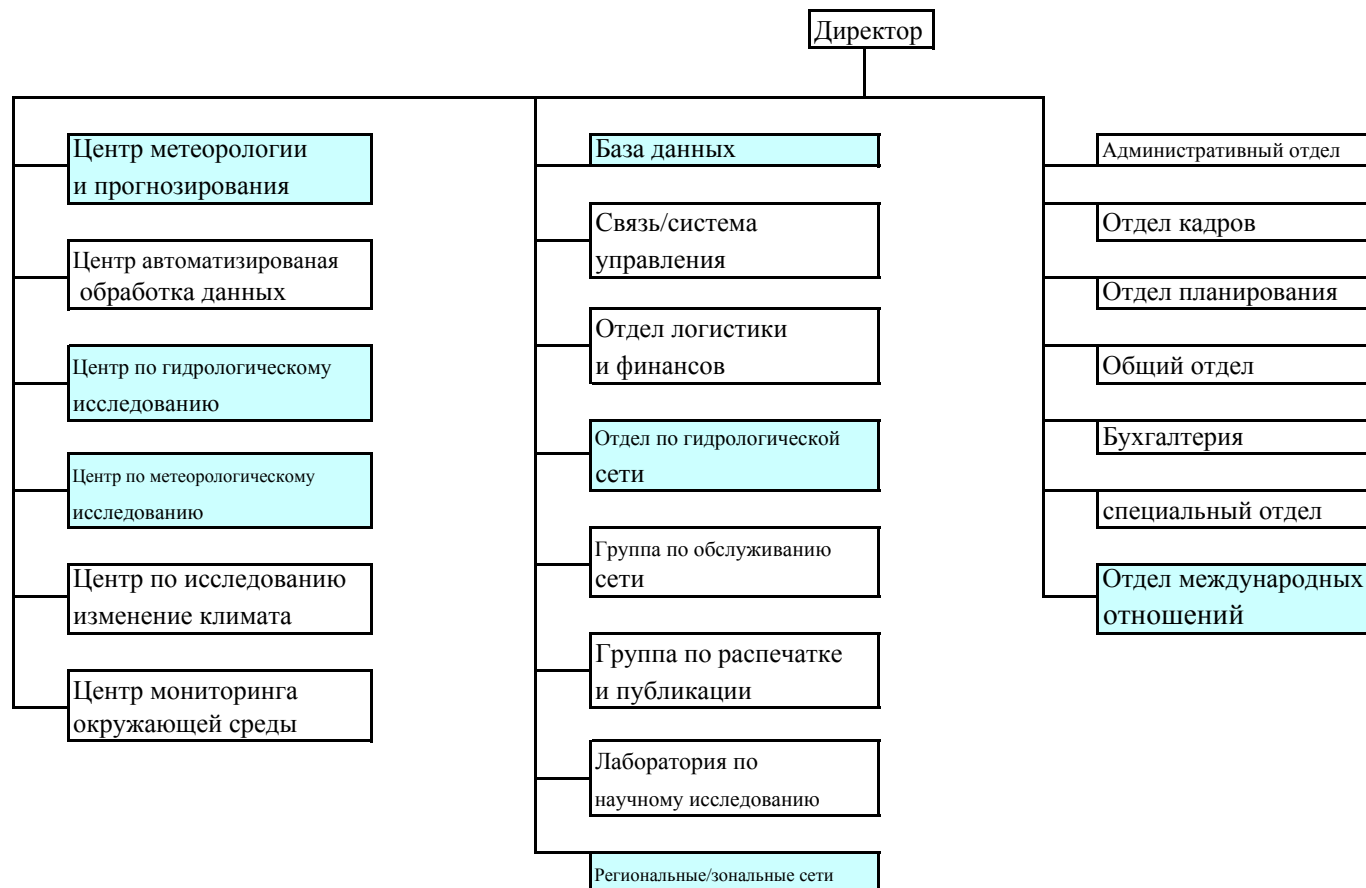 Директор
Центр метеорологии
и прогнозирования
Центр автоматизированая
обработка данных
Центр по гидрологическому
исследованию
Центр по метеорологическому
исследованию
Центр по исследованию
изменение климата
Центр мониторинга
окружающей среды
База данных
Связь/система
управления
Отдел логистики
и финансов
Отдел по гидрологической
сети
Группа по обслуживанию
сети
Группа по распечатке
и публикации
Лаборатория по
научному исследованию
Региональные/зональные сети
Административный отдел
Отдел кадров
Отдел планирования
Общий отдел
Бухгалтерия
специальный отдел
Отдел международных
отношений